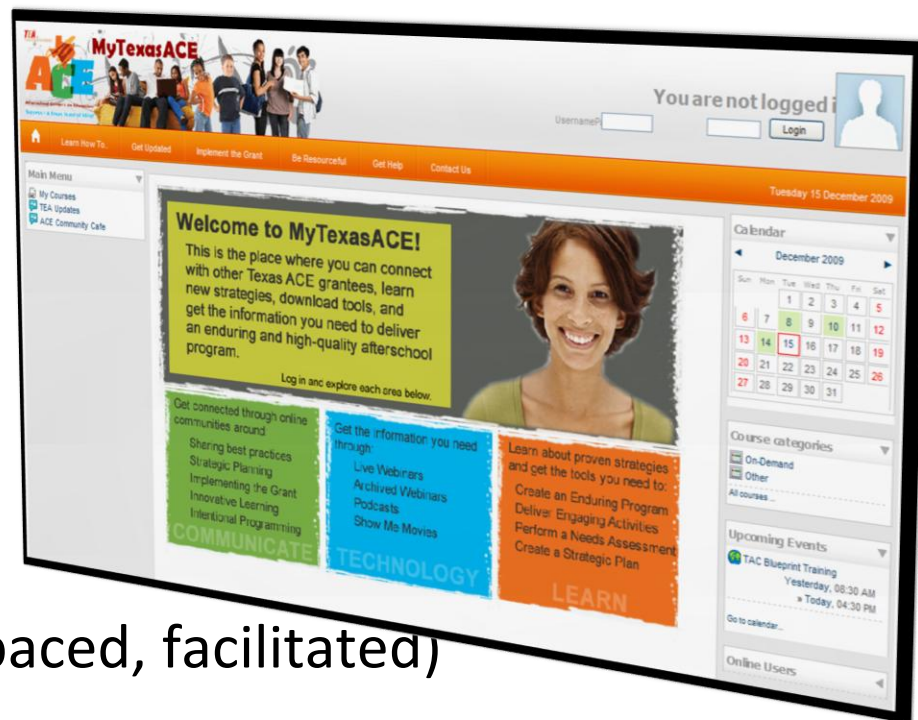 TEA
MyTexasACE
ACE
You are not logged i
Username
Login
Learn How To.. Get Updated Implement the Grant Be Resourceful Get Help Contact Us
Tuesday 15 December 2009
Main Menu
My Courses
TEA Updates
ACE Community Cafe
Welcome to MyTexasACE!
This is the place where you can connect
with other Texas ACE grantees, learn
new strategies, download tools, and
get the information you need to deliver
an enduring and high-quality afterschool
program.
Log in and explore each area below.
Get connected through online
communities around:
Sharing best practices
Strategic Planning
Implementing the Grant
Innovative Learning
Intentional Programming
COMMUNICATE
Get the information you need
through:
Live Webinars
Archived Webinars
Podcasts
Show Me Movies
TECHNOLOGY
Learn about proven strategies
and get the tools you need to:
Create an Enduring Program
Deliver Engaging Activities
Perform a Needs Assessment
Create a Strategic Plan
LEARN
Calendar
December 2009
Sun Mon Tue Wed Thu Fri Sat
1 2 3 4 5
6 7 8 9 10 11 12
13 14 15 16 17 18 19
20 21 22 23 24 25 26
27 28 29 30 31
Course categories
On-Demand
Other
All courses ...
Upcoming Events
TAC Blueprint Training
Yesterday, 08:30 AM
» Today, 04:30 PM
Go to calendar...
Online Users
paced, facilitated)